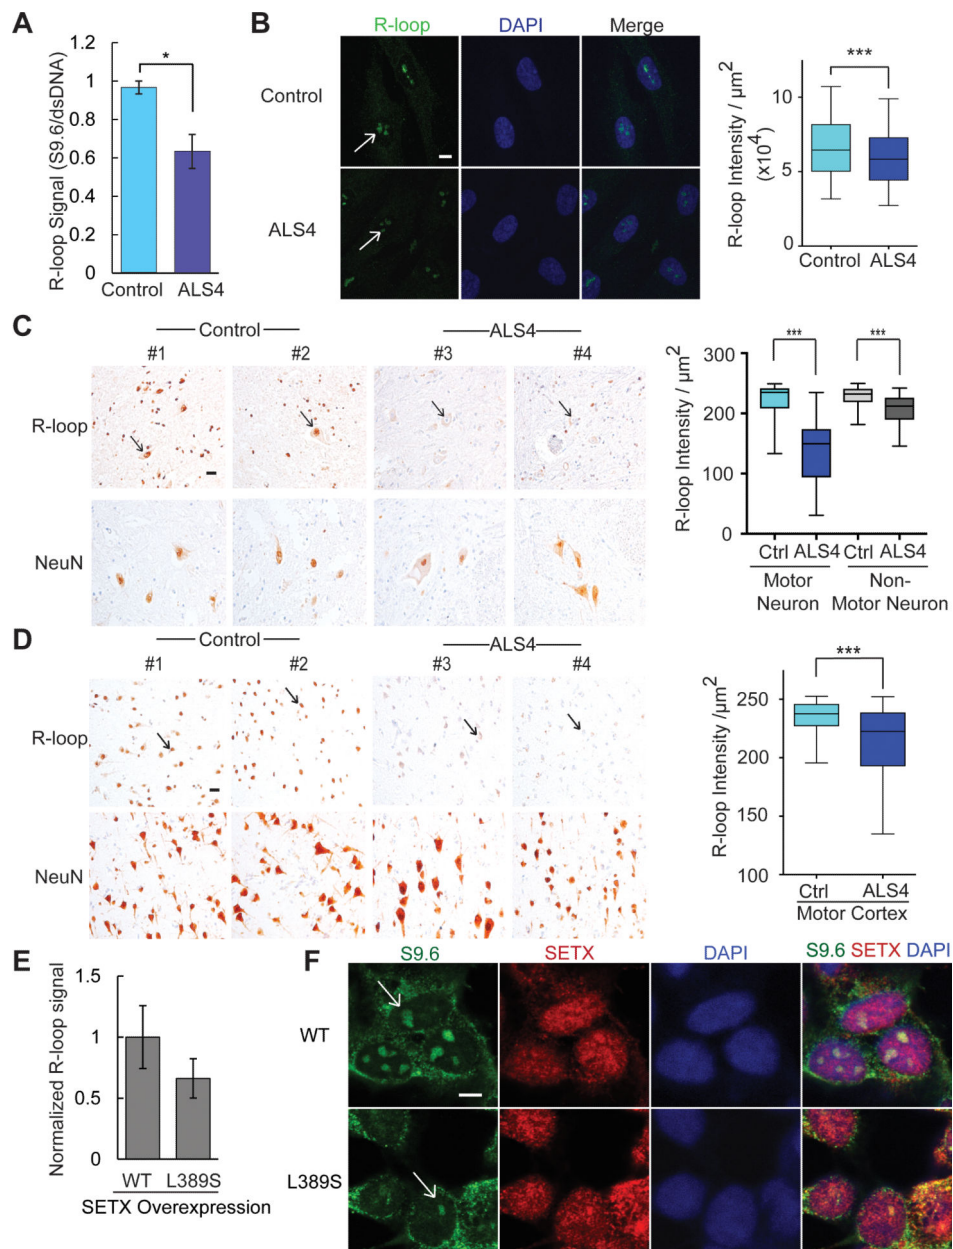 A
R-loop Signal (S9.6/dsDNA)
1.2
1
0.8
0.6
0.4
0.2
0
*
Control ALS4
B
R-loop DAPI Merge
Control
ALS4
R-loop Intensity / µm2
(x104)
10
5
0
***
Control ALS4
C
Control ALS4
#1 #2 #3 #4
R-loop
NeuN
R-loop Intensity / µm2
300
200
100
0
*** ***
Ctrl ALS4 Ctrl ALS4
Motor Neuron
Non-Motor Neuron
D
Control ALS4
#1 #2 #3 #4
R-loop
NeuN
R-loop Intensity /µm2
250
200
150
100
***
Ctrl ALS4
Motor Cortex
E
Normalized R-loop signal
1.5
1
0.5
0
WT L389S
SETX Overexpression
F
S9.6 SETX DAPI S9.6 SETX DAPI
WT
L389S